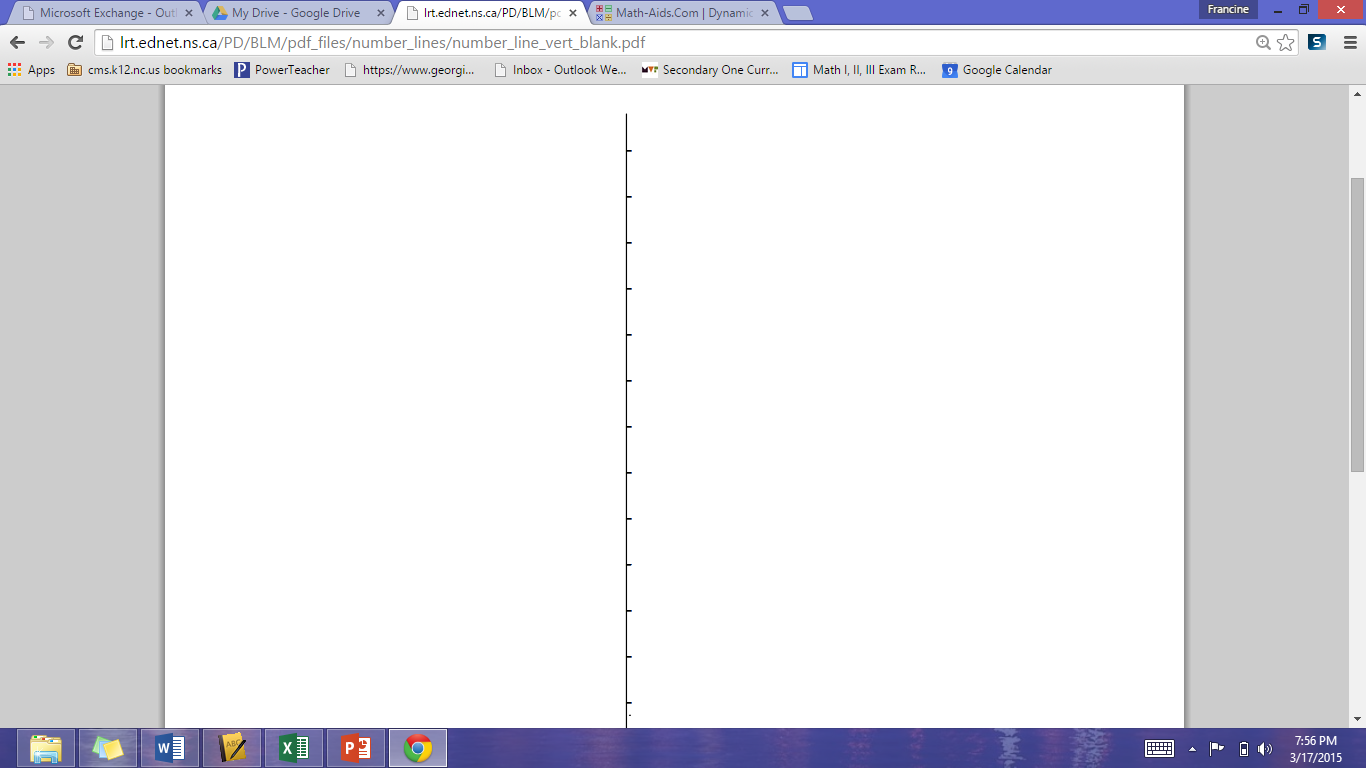 Microsoft Exchange - Outl
My Drive - Google Drive
lrt.ednet.ns.ca/PD/BLM/pd
Math-Aids.Com | Dynamic
Francine
lrt.ednet.ns.ca/PD/BLM/pdf_files/number_lines/number_line_vert_blank.pdf
Apps
cms.k12.nc.us bookmarks
PowerTeacher
https://www.georgi...
Inbox - Outlook We...
Secondary One Curr...
Math I, II, III Exam R...
9
Google Calendar
7:56 PM
3/17/2015